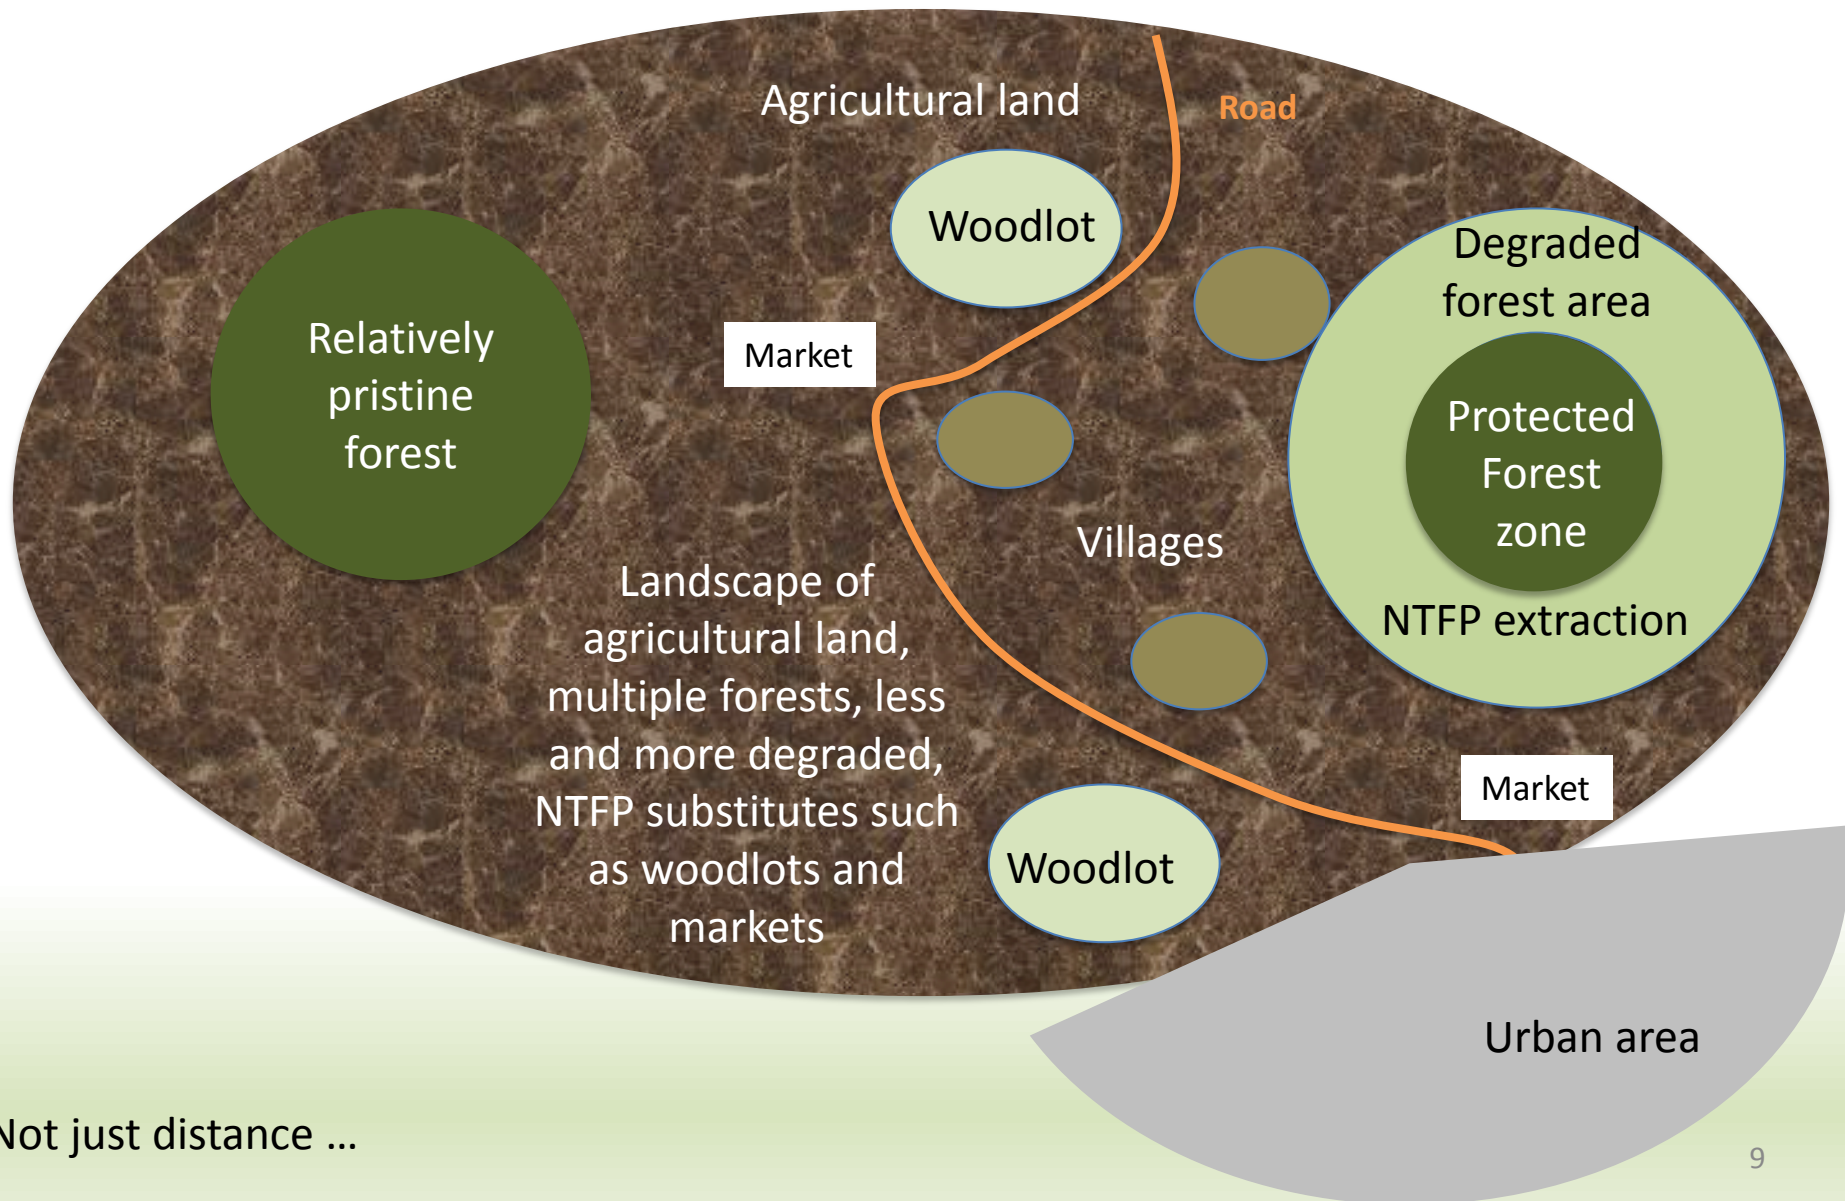 Agricultural land
Road
Woodlot
Degraded
forest area
Relatively
pristine
forest
Market
Protected
Forest
zone
Villages
NTFP extraction
Landscape of
agricultural land,
multiple forests, less
and more degraded,
NTFP substitutes such
as woodlots and
markets
Market
Woodlot
Urban area
Not just distance ...
9